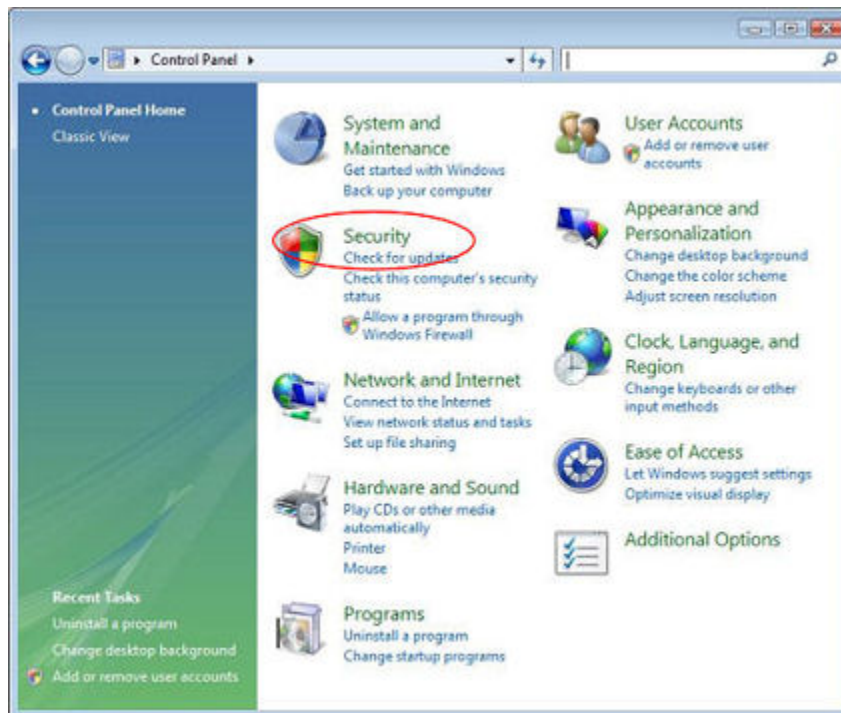 Control Panel
Control Panel Home
Classic View
System and
Maintenance
Get started with Windows
Back up your computer
Security
Check for updates
Check this computer's security
status
Allow a program through
Windows Firewall
Network and Internet
Connect to the Internet
View network status and tasks
Set up file sharing
Hardware and Sound
Play CDs or other media
automatically
Printer
Mouse
Programs
Uninstall a program
Change startup programs
User Accounts
Add or remove user
accounts
Appearance and
Personalization
Change desktop background
Change the color scheme
Adjust screen resolution
Clock, Language, and
Region
Change keyboards or other
input methods
Ease of Access
Let Windows suggest settings
Optimize visual display
Additional Options
Recent Tasks
Uninstall a program
Change desktop background
Add or remove user accounts